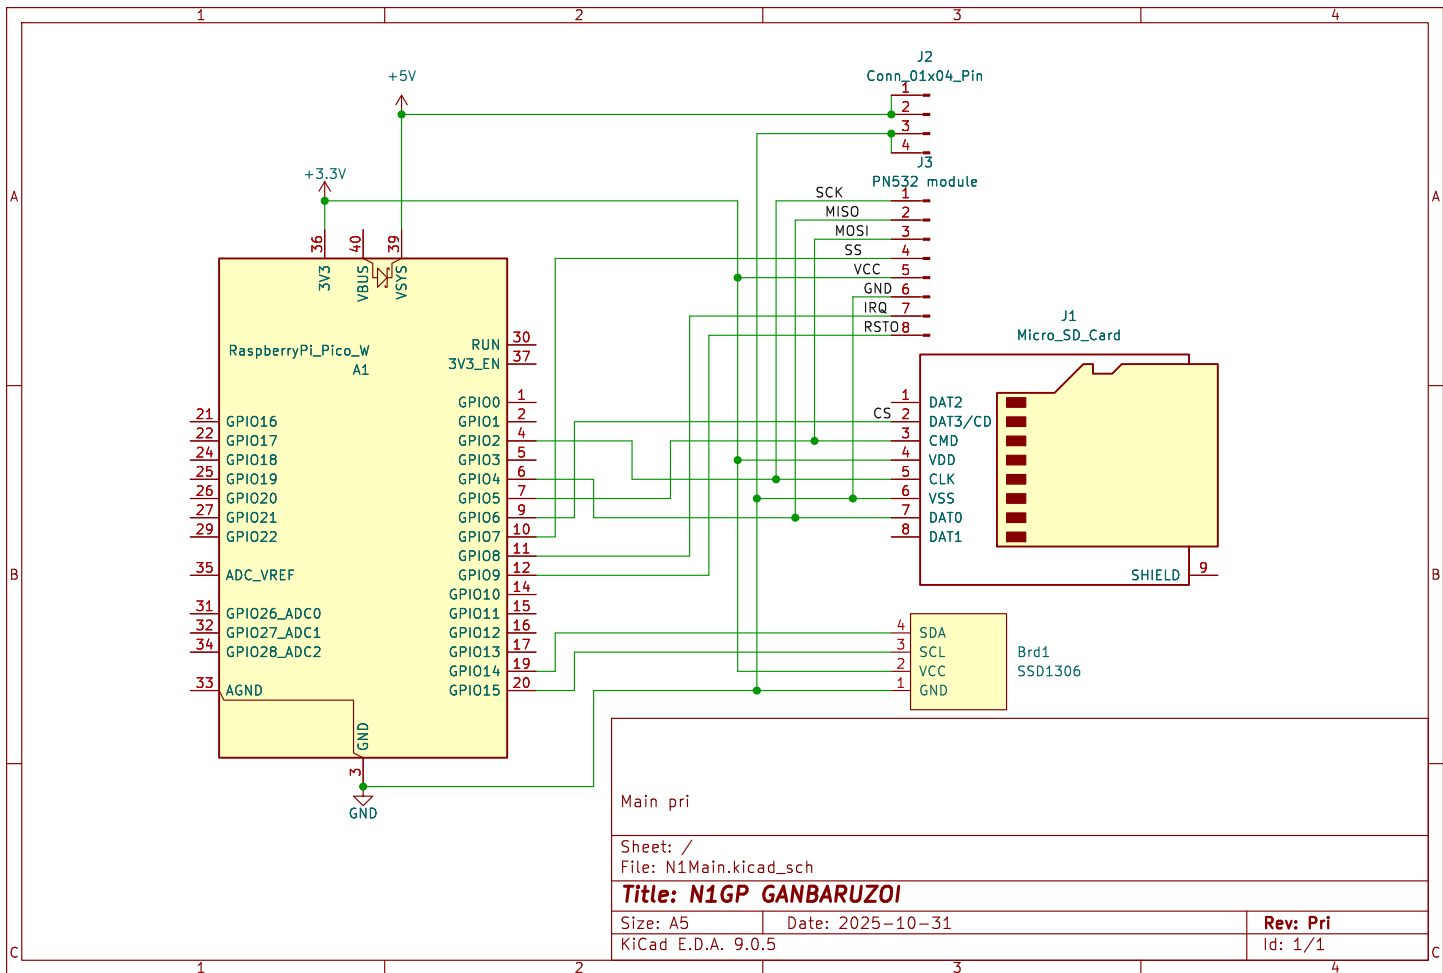 1 2 3 4
J2
Conn_01x04_Pin
+5V
1
2
3
4
J3
PN532 module
+3.3V
SCK 1
MISO 2
MOSI 3
SS 4
VCC 5
GND 6
IRQ 7
RSTO 8
A A
36 40 39
3V3 VBUS VSYS
J1
Micro_SD_Card
RaspberryPi_Pico_W
A1
RUN 30
3V3_EN 37
GPIO0 1
GPIO1 2
GPIO2 4
GPIO3 5
GPIO4 6
GPIO5 7
GPIO6 9
GPIO7 10
GPIO8 11
GPIO9 12
GPIO10 14
GPIO11 15
GPIO12 16
GPIO13 17
GPIO14 19
GPIO15 20
21 GPIO16
22 GPIO17
24 GPIO18
25 GPIO19
26 GPIO20
27 GPIO21
29 GPIO22
35 ADC_VREF
31 GPIO26_ADC0
32 GPIO27_ADC1
34 GPIO28_ADC2
33 AGND
GND
3
GND
1 DAT2
CS 2 DAT3/CD
3 CMD
4 VDD
5 CLK
6 VSS
7 DAT0
8 DAT1
SHIELD 9
B B
4 SDA
3 SCL
2 VCC
1 GND
Brd1
SSD1306
Main pri
Sheet: /
File: N1Main.kicad_sch
Title: N1GP GANBARUZOI
Size: A5 Date: 2025-10-31 Rev: Pri
KiCad E.D.A. 9.0.5 Id: 1/1
C C
1 2 3 4